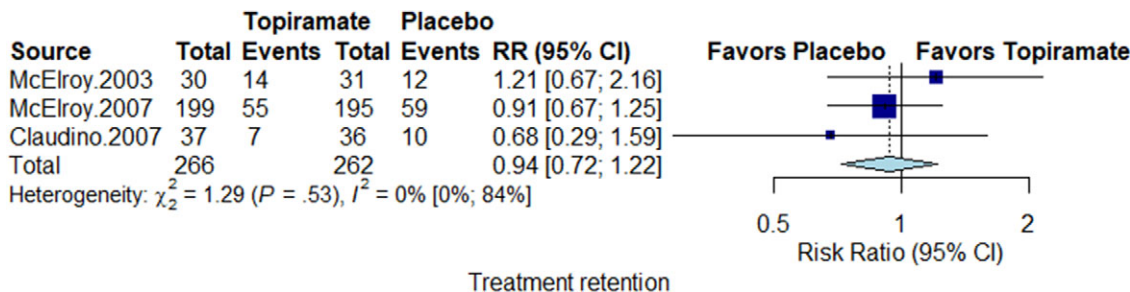 Topiramate Placebo
Source Total Events Total Events RR (95% CI) Favors Placebo Favors Topiramate
McElroy.2003 30 14 31 12 1.21 [0.67; 2.16]
McElroy.2007 199 55 195 59 0.91 [0.67; 1.25]
Claudino.2007 37 7 36 10 0.68 [0.29; 1.59]
Total 266 262 0.94 [0.72; 1.22]
Heterogeneity: χ²₂ = 1.29 (P = .53), I² = 0% [0%; 84%]
0.5 1 2
Risk Ratio (95% CI)
Treatment retention